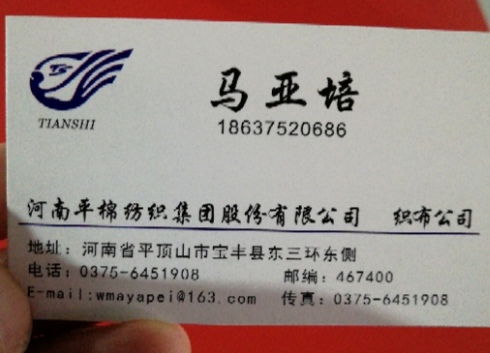 TS
TIANSHI
马亚培
18637520686
河南平棉纺织集团股份有限公司 织布公司
地址：河南省平顶山市宝丰县东三环东侧
电话：0375-6451908 邮编：467400
E-mail:wmayapei@163.com 传真：0375-6451908